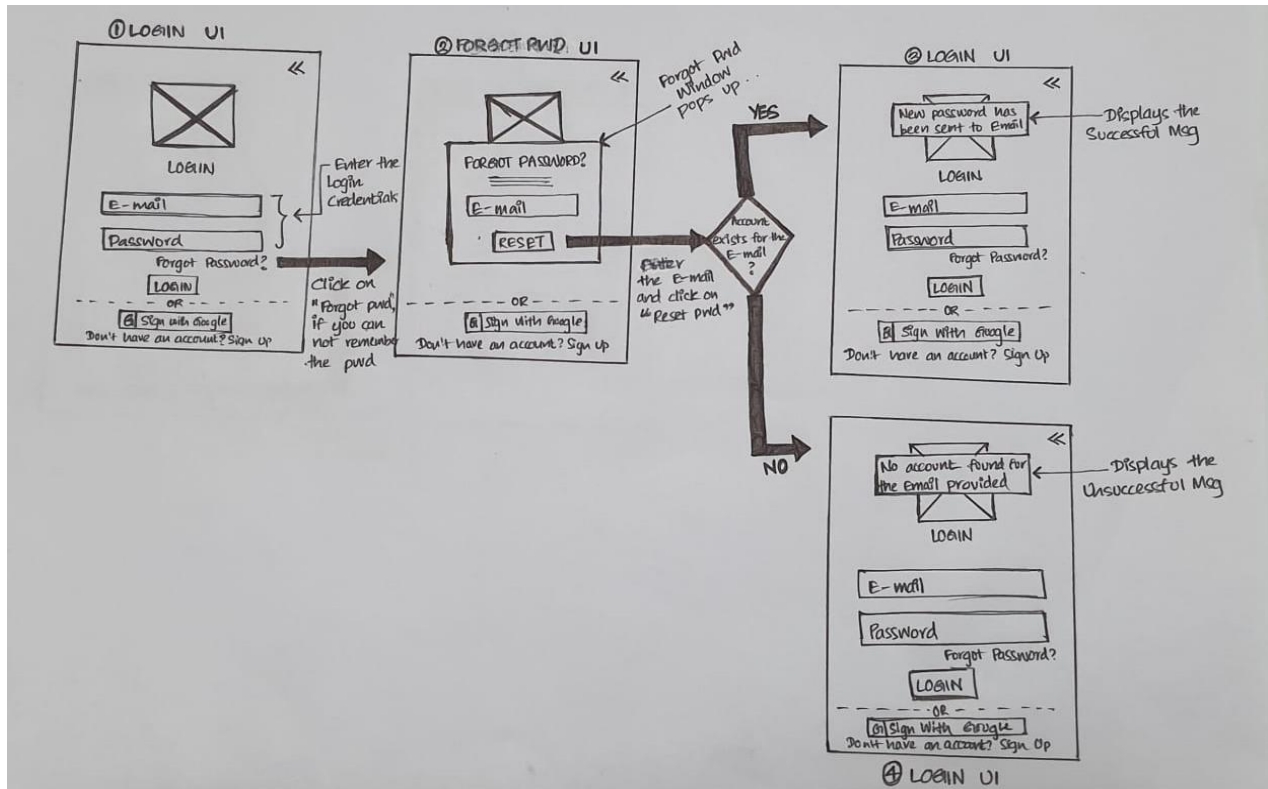 ① LOGIIN UI
«
LOGIIN
E-mail
Password
Forgot Password?
LOGIN
OR
G Sign with Google
Don't have an account? Sign Up
Enter the
Login
Credentials
Click on
"Forgot pwd",
if you can
not remember
the pwd
② FORGOT PWD UI
«
Forgot Pwd
Window
pops up...
FORGOT PASSWORD?
E-mail
RESET
OR
G Sign with Google
Don't have an account? Sign Up
Enter
the E-mail
and click on
"Reset pwd"
YES
Account
exists for the
E-mail
?
NO
③ LOGIN UI
«
New password has
been sent to Email
LOGIN
E-mail
Password
Forgot Password?
LOGIN
OR
G Sign with Google
Don't have an account? Sign Up
Displays the
Successful Msg
«
No account found for
the Email provided
LOGIN
E-mail
Password
Forgot Password?
LOGIIN
OR
G Sign With Google
Don't have an account? Sign Up
Displays the
Unsuccessful Msg
④ LOGIN UI